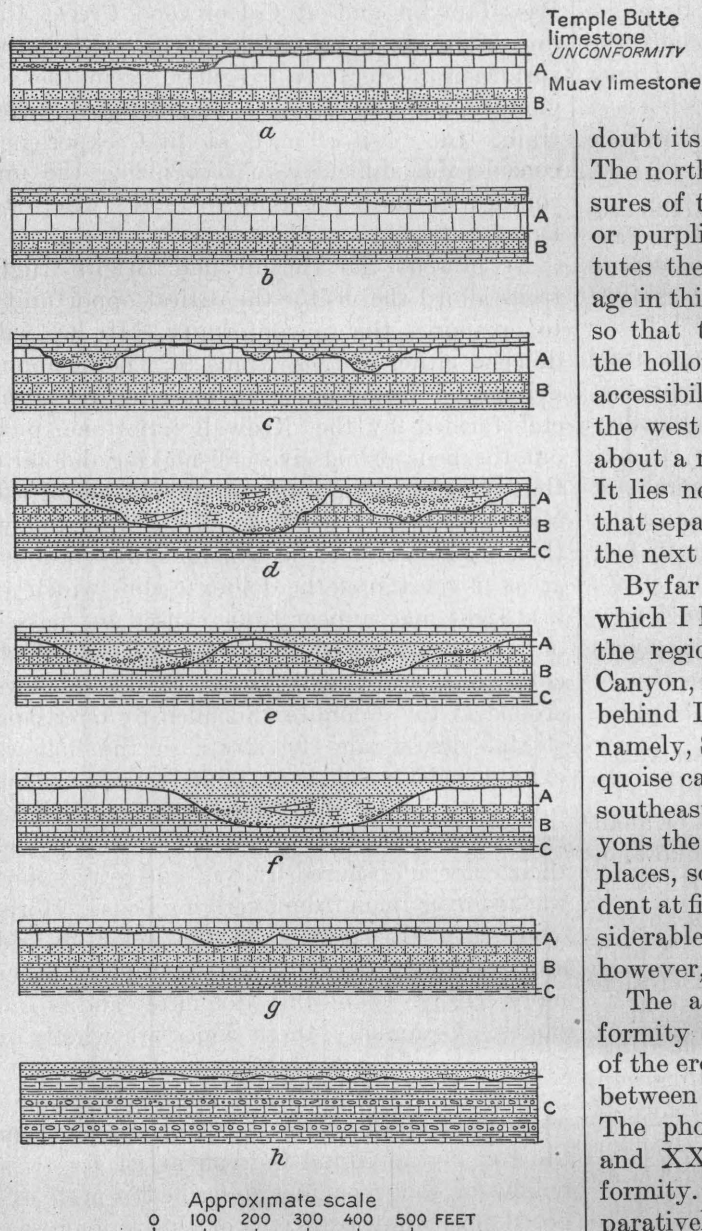 Temple Butte
limestone
UNCONFORMITY
A
Muav limestone
B
a
A
B
b
A
B
c
A
B
C
d
A
B
C
e
A
B
C
f
A
B
C
g
C
h
Approximate scale
0 100 200 300 400 500 FEET
doubt its
The north
sures of t
or purpli
tutes the
age in thi
so that t
the hollo
accessibil
the west
about a r
It lies ne
that sepa
the next
By far
which I l
the regio
Canyon,
behind I
namely,
quoise ca
southeas
yons the
places, so
dent at fi
siderable
however,
The a
formity
of the ero
between
The pho
and XX
formity.
parative